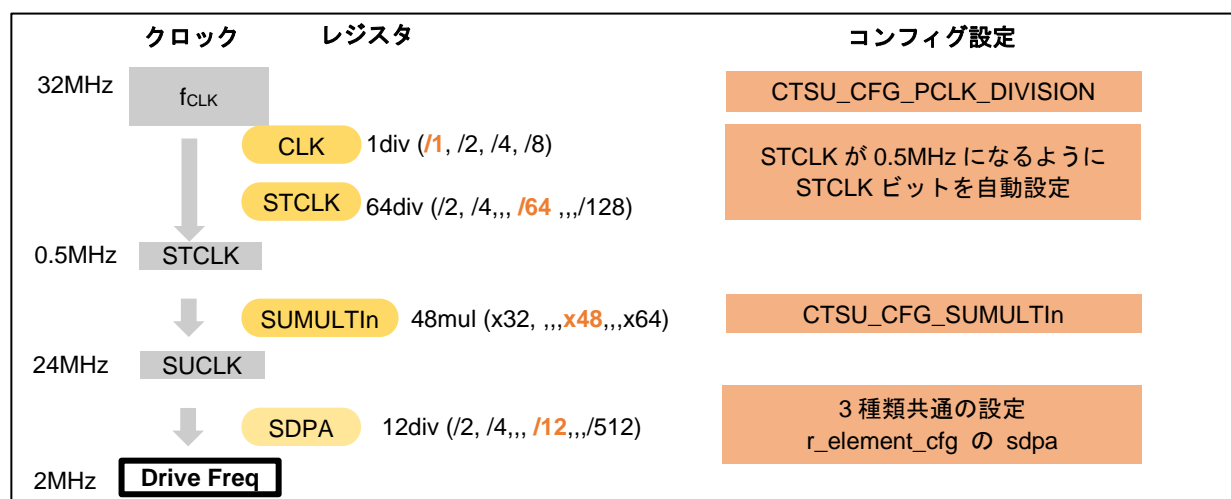 クロック レジスタ コンフィグ設定
32MHz fCLK CTSU_CFG_PCLK_DIVISION
CLK 1div (/1, /2, /4, /8)
STCLK が 0.5MHz になるように
STCLK ビットを自動設定
STCLK 64div (/2, /4,,, /64 ,,,/128)
0.5MHz STCLK
SUMULTIn 48mul (x32, ,,,x48,,,x64) CTSU_CFG_SUMULTIn
24MHz SUCLK
SDPA 12div (/2, /4,,, /12,,,/512)
3 種類共通の設定
r_element_cfg の sdpa
2MHz Drive Freq